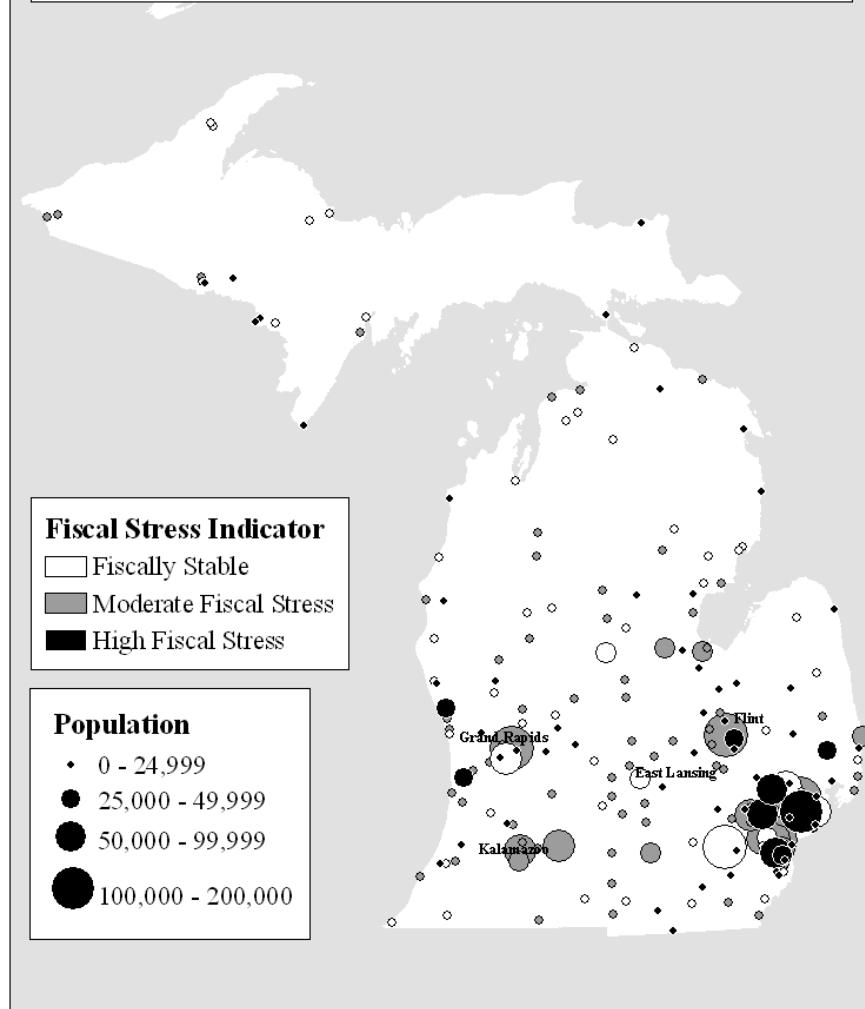 Fiscal Stress Indicator
Fiscally Stable
Moderate Fiscal Stress
High Fiscal Stress
Population
0 - 24,999
25,000 - 49,999
50,000 - 99,999
100,000 - 200,000
Flint
Grand Rapids
East Lansing
Kalamazoo